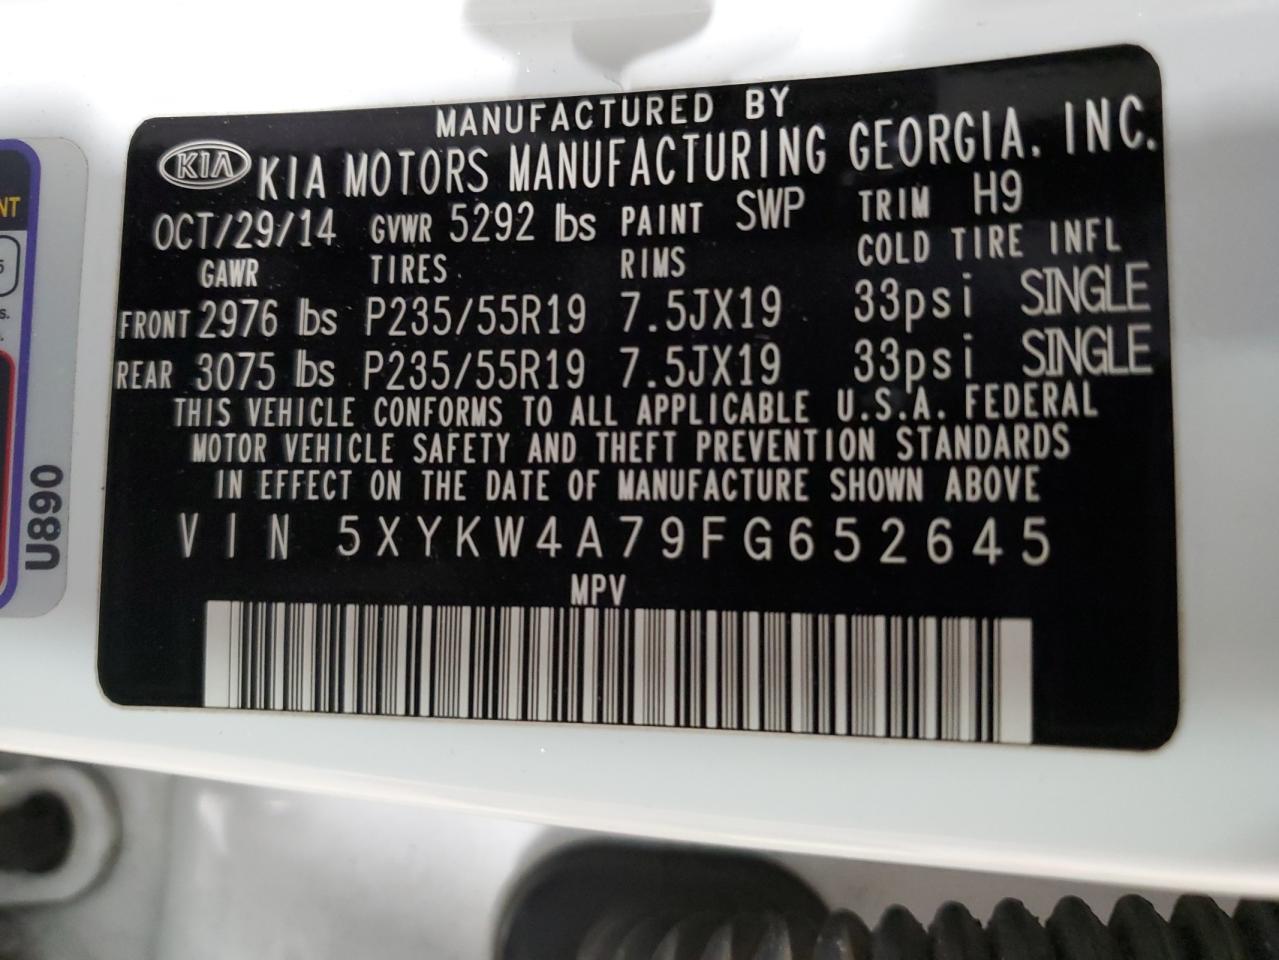 MANUFACTURED BY
KIA KIA MOTORS MANUFACTURING GEORGIA, INC.
OCT/29/14 GVWR 5292 lbs PAINT SWP TRIM H9
GAWR TIRES RIMS COLD TIRE INFL
FRONT 2976 lbs P235/55R19 7.5JX19 33psi SINGLE
REAR 3075 lbs P235/55R19 7.5JX19 33psi SINGLE
THIS VEHICLE CONFORMS TO ALL APPLICABLE U.S.A. FEDERAL
MOTOR VEHICLE SAFETY AND THEFT PREVENTION STANDARDS
IN EFFECT ON THE DATE OF MANUFACTURE SHOWN ABOVE
VIN 5XYKW4A79FG652645
MPV
U890